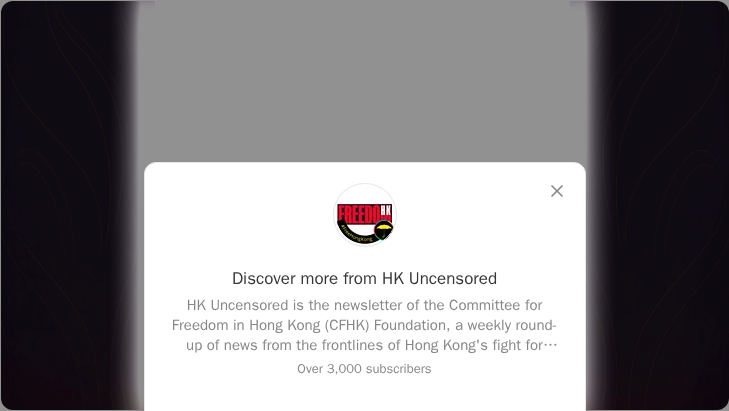 FREEDO
HK
Discover more from HK Uncensored
HK Uncensored is the newsletter of the Committee for
Freedom in Hong Kong (CFHK) Foundation, a weekly round-
up of news from the frontlines of Hong Kong's fight for…
Over 3,000 subscribers